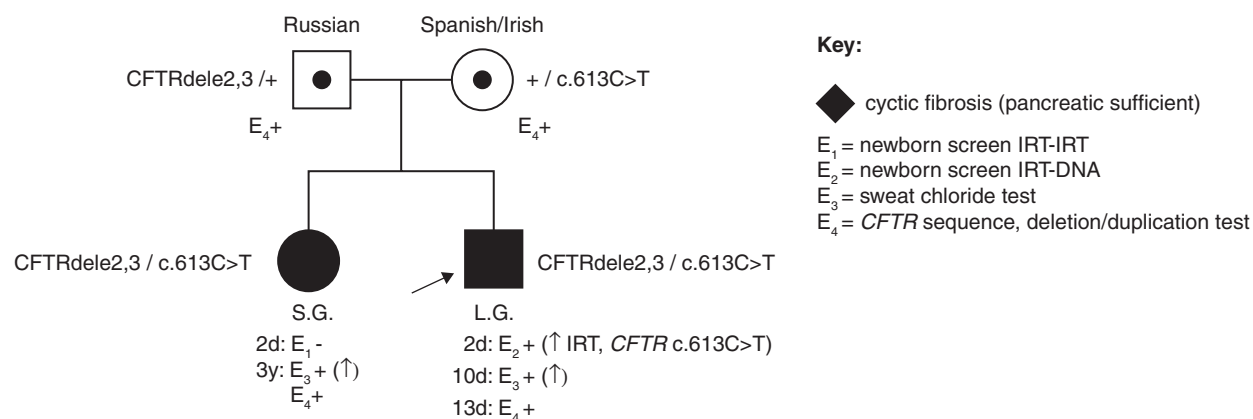 Russian
Spanish/Irish
CFTRdele2,3 /+
+ / c.613C>T
E4+
E4+
CFTRdele2,3 / c.613C>T
CFTRdele2,3 / c.613C>T
S.G.
2d: E1 -
3y: E3 + (↑)
E4+
L.G.
2d: E2 + (↑ IRT, CFTR c.613C>T)
10d: E3 + (↑)
13d: E4 +
Key:
cyctic fibrosis (pancreatic sufficient)
E1 = newborn screen IRT-IRT
E2 = newborn screen IRT-DNA
E3 = sweat chloride test
E4 = CFTR sequence, deletion/duplication test